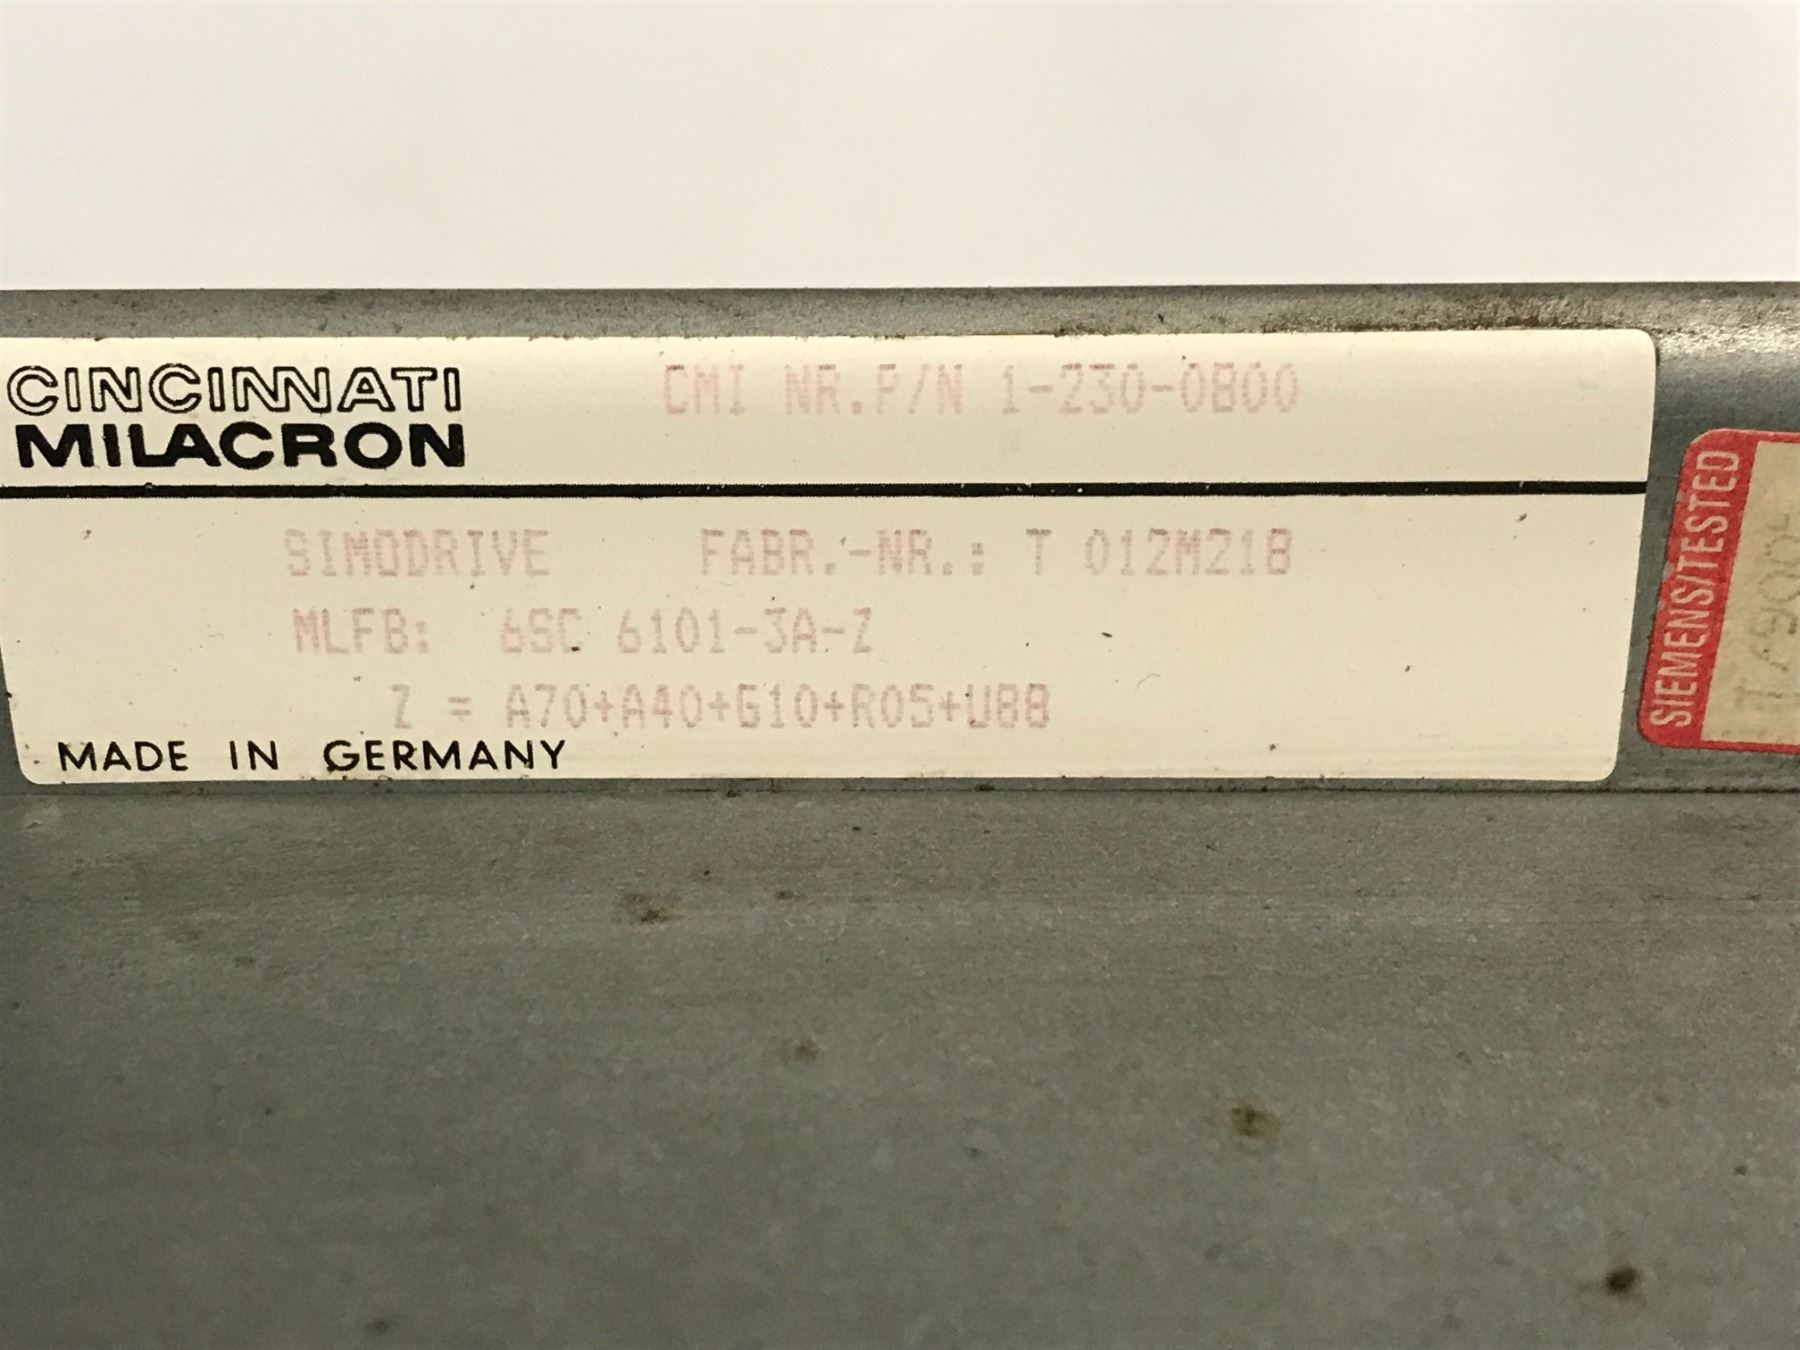 CINCINNATI
MILACRON
CMI NR.P/N 1-230-0800
SIMODRIVE FABR.-NR.: T 012M218
MLFB: 6SC 6101-3A-Z
Z = A70+A40+G10+R05+U88
MADE IN GERMANY
SIEMENS/TESTED